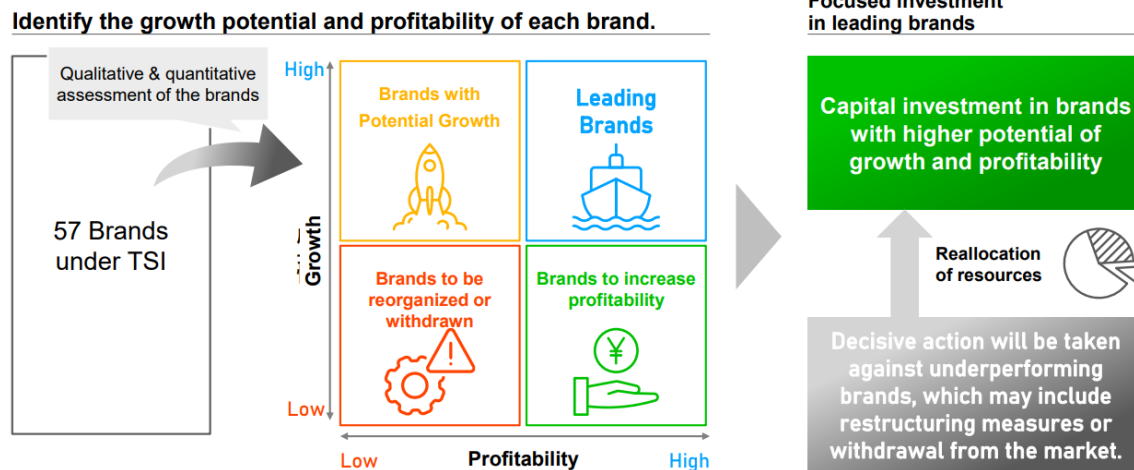 Identify the growth potential and profitability of each brand.
Qualitative & quantitative
assessment of the brands
57 Brands
under TSI
High
Growth
Low
Brands with
Potential Growth
Leading
Brands
Brands to be
reorganized or
withdrawn
Brands to increase
profitability
¥
Low
Profitability
High
Focused investment
in leading brands
Capital investment in brands
with higher potential of
growth and profitability
Reallocation
of resources
Decisive action will be taken
against underperforming
brands, which may include
restructuring measures or
withdrawal from the market.